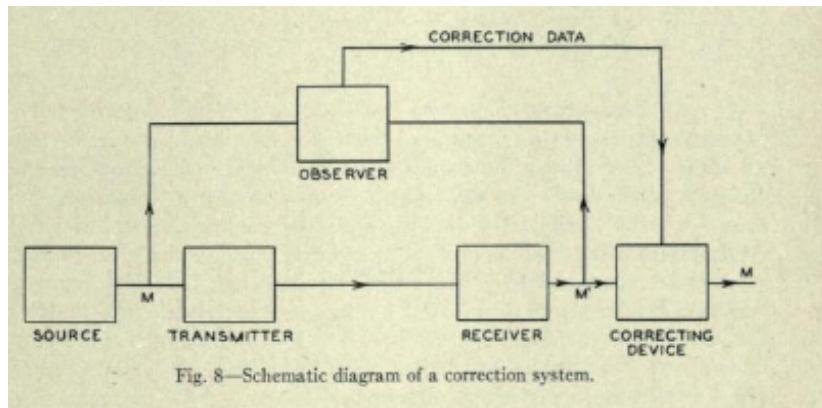 CORRECTION DATA
OBSERVER
M
M'
M
SOURCE
TRANSMITTER
RECEIVER
CORRECTING
DEVICE
Fig. 8—Schematic diagram of a correction system.